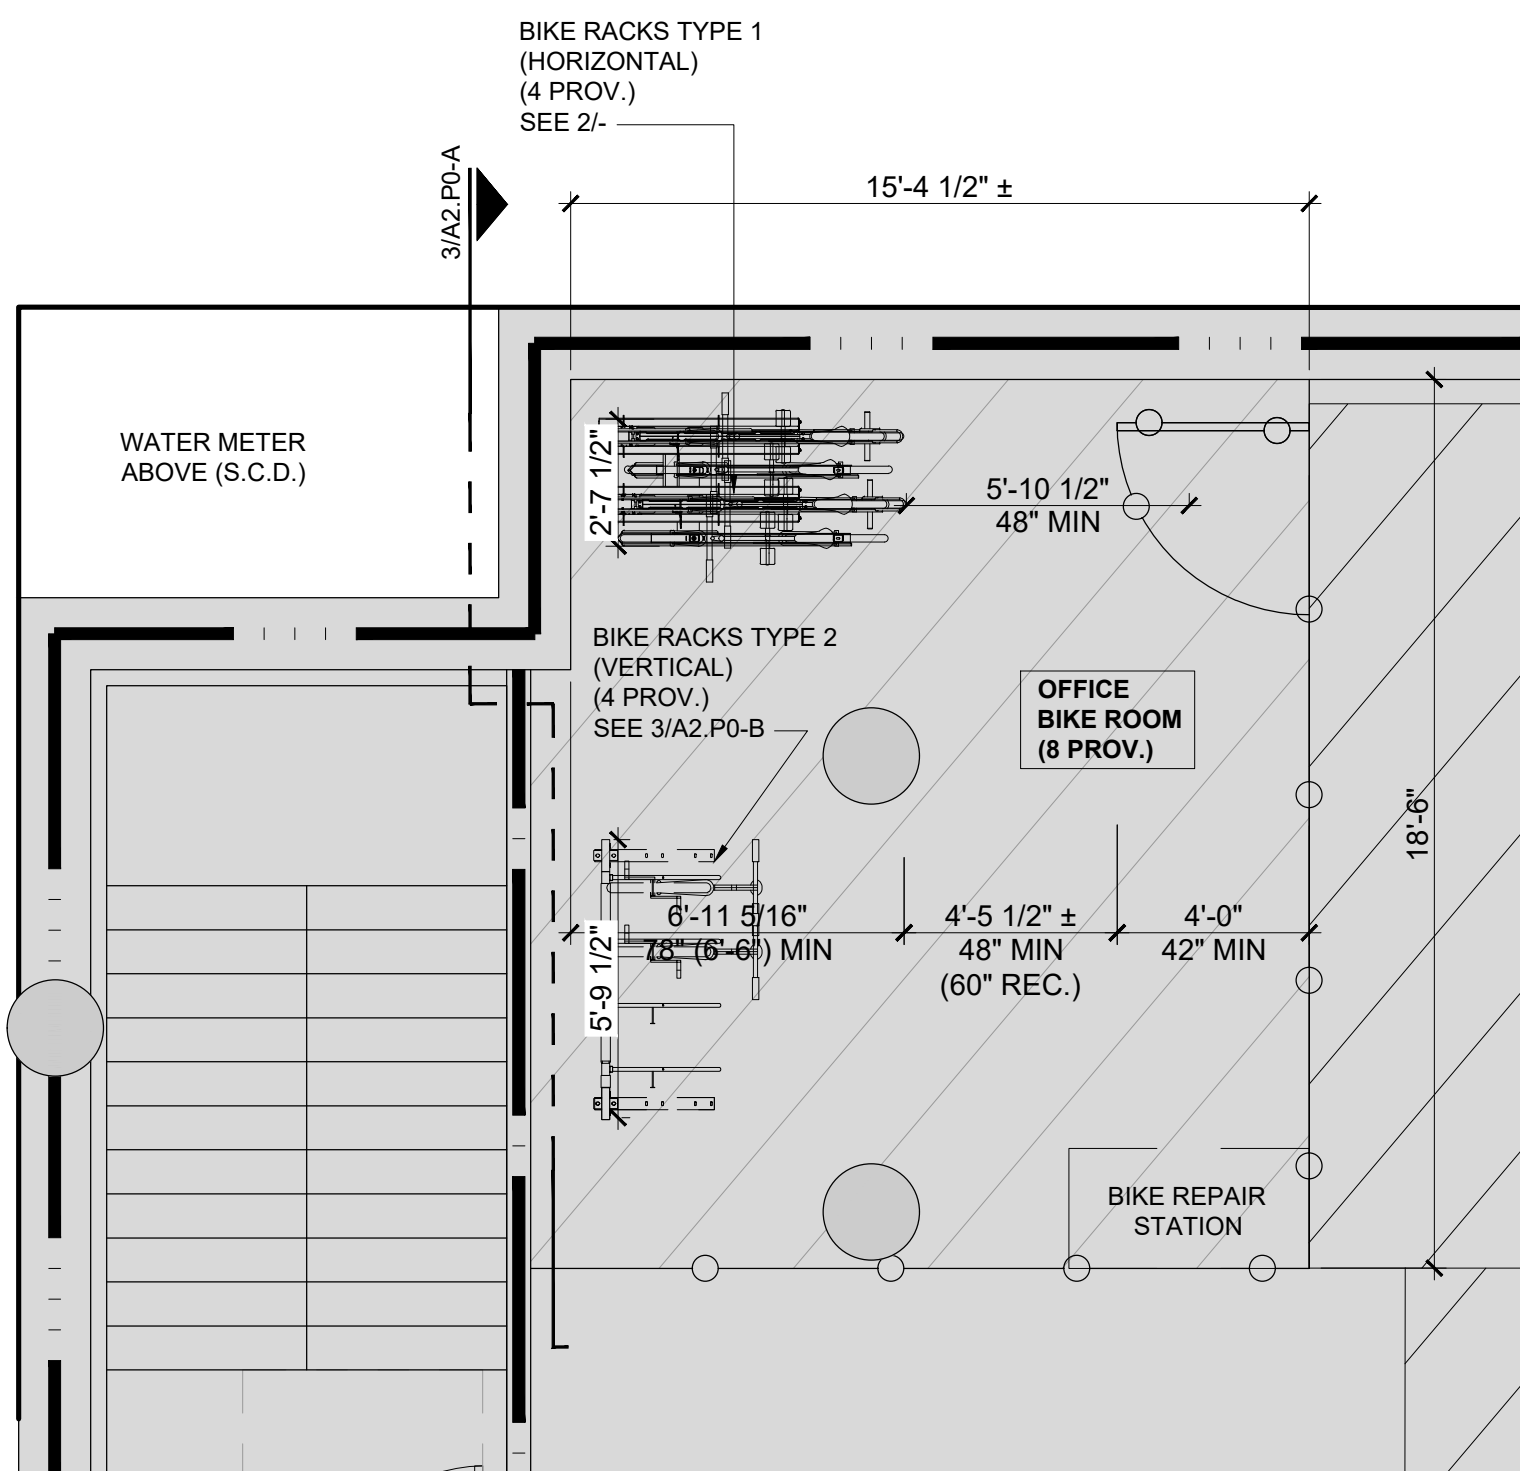 BIKE RACKS TYPE 1
(HORIZONTAL)
(4 PROV.)
SEE 2/-
3/A2.P0-A
15'-4 1/2" ±
WATER METER
ABOVE (S.C.D.)
2'-7 1/2"
5'-10 1/2"
48" MIN
BIKE RACKS TYPE 2
(VERTICAL)
(4 PROV.)
SEE 3/A2.P0-B
OFFICE
BIKE ROOM
(8 PROV.)
18'-6"
5'-9 1/2"
6'-11 5/16"
78" (6'-6") MIN
4'-5 1/2" ±
48" MIN
(60" REC.)
4'-0"
42" MIN
BIKE REPAIR
STATION